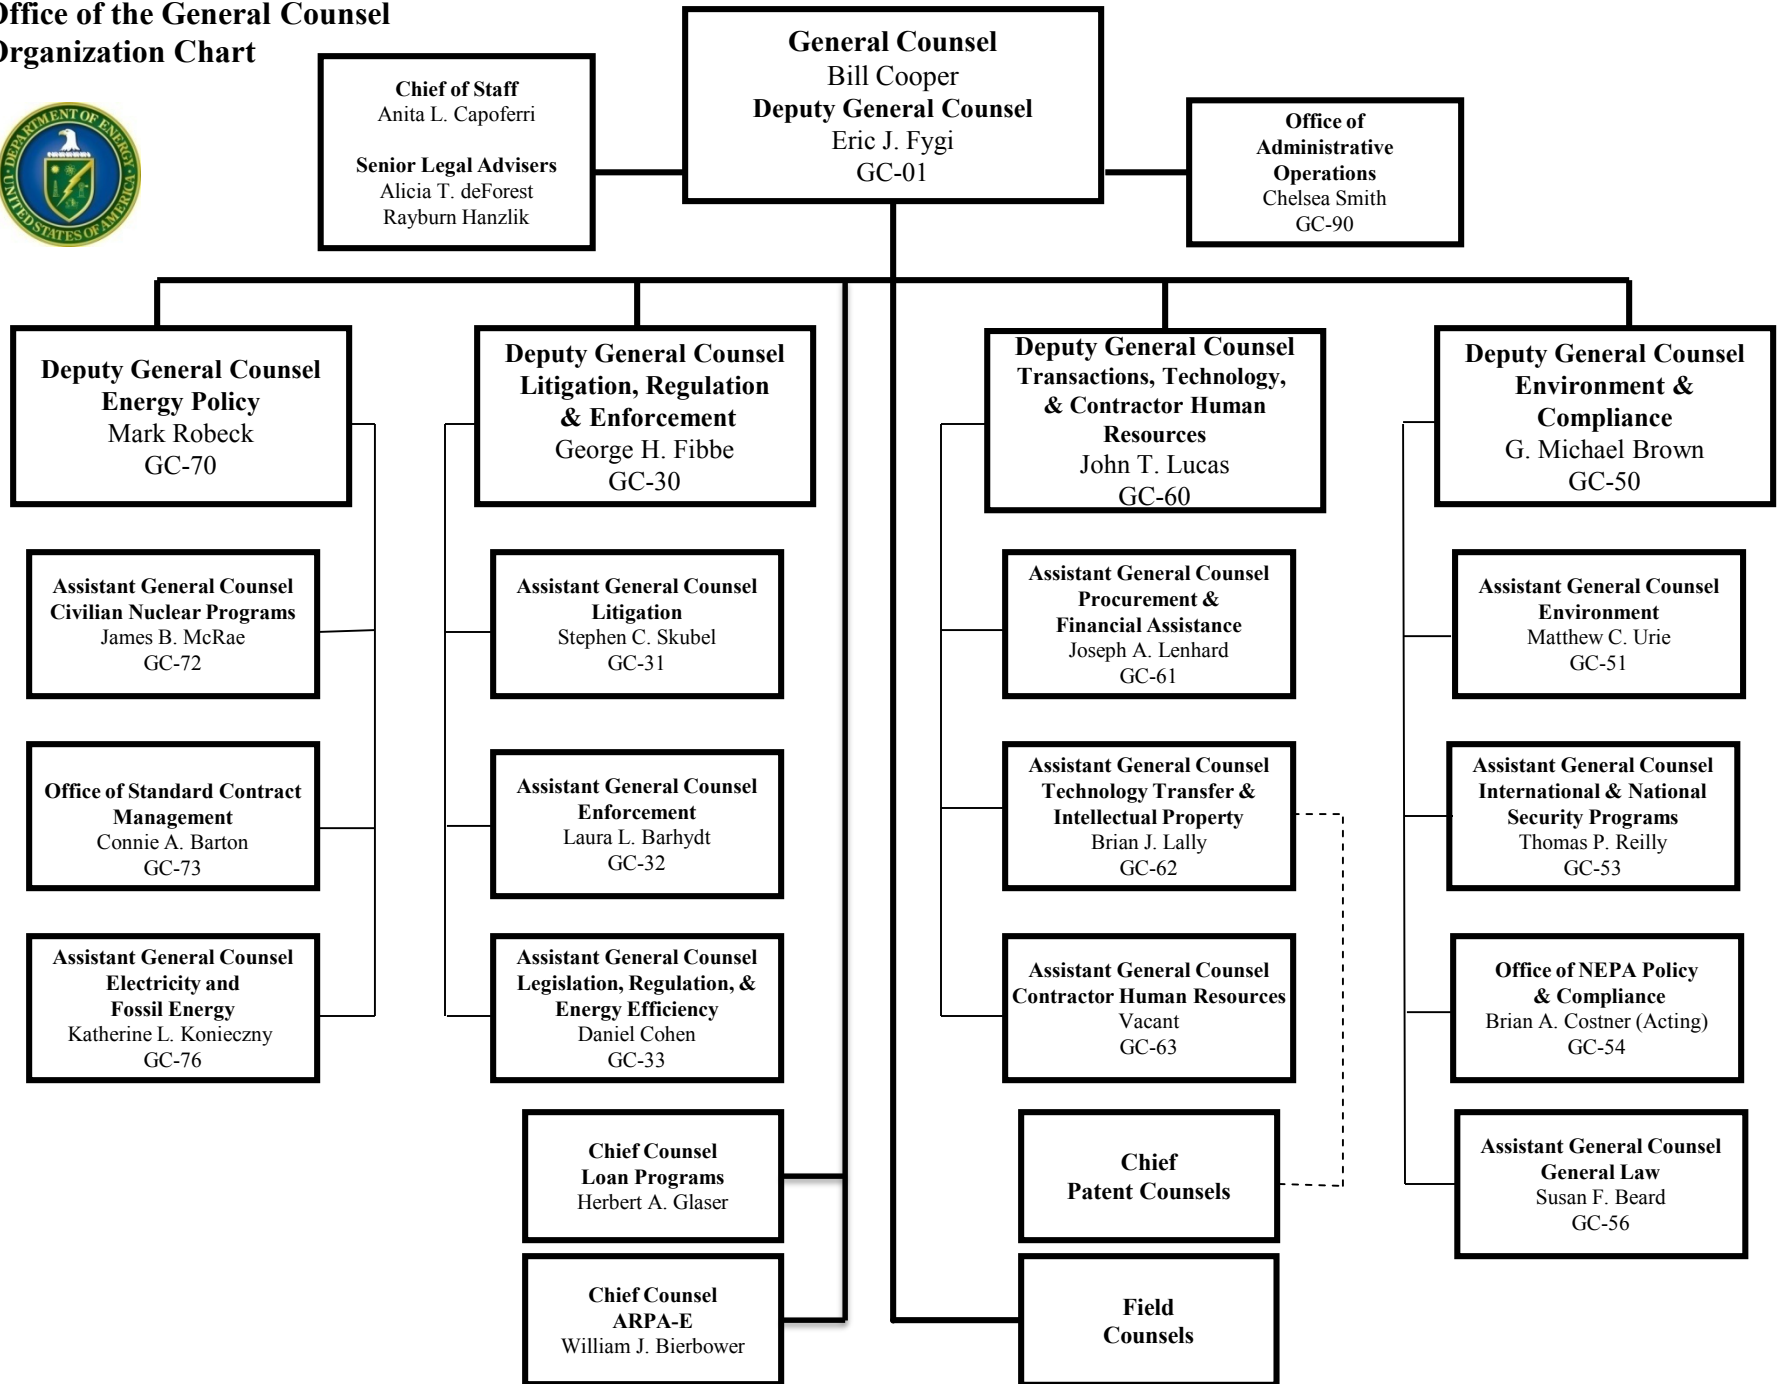 Office of the General Counsel
Organization Chart
DEPARTMENT OF ENERGY
UNITED STATES OF AMERICA
General Counsel
Bill Cooper
Deputy General Counsel
Eric J. Fygi
GC-01
Chief of Staff
Anita L. Capoferri
Senior Legal Advisers
Alicia T. deForest
Rayburn Hanzlik
Office of
Administrative
Operations
Chelsea Smith
GC-90
Deputy General Counsel
Energy Policy
Mark Robeck
GC-70
Deputy General Counsel
Litigation, Regulation
& Enforcement
George H. Fibbe
GC-30
Deputy General Counsel
Transactions, Technology,
& Contractor Human
Resources
John T. Lucas
GC-60
Deputy General Counsel
Environment &
Compliance
G. Michael Brown
GC-50
Assistant General Counsel
Civilian Nuclear Programs
James B. McRae
GC-72
Assistant General Counsel
Litigation
Stephen C. Skubel
GC-31
Assistant General Counsel
Procurement &
Financial Assistance
Joseph A. Lenhard
GC-61
Assistant General Counsel
Environment
Matthew C. Urie
GC-51
Office of Standard Contract
Management
Connie A. Barton
GC-73
Assistant General Counsel
Enforcement
Laura L. Barhydt
GC-32
Assistant General Counsel
Technology Transfer &
Intellectual Property
Brian J. Lally
GC-62
Assistant General Counsel
International & National
Security Programs
Thomas P. Reilly
GC-53
Assistant General Counsel
Electricity and
Fossil Energy
Katherine L. Konieczny
GC-76
Assistant General Counsel
Legislation, Regulation, &
Energy Efficiency
Daniel Cohen
GC-33
Assistant General Counsel
Contractor Human Resources
Vacant
GC-63
Office of NEPA Policy
& Compliance
Brian A. Costner (Acting)
GC-54
Chief Counsel
Loan Programs
Herbert A. Glaser
Chief
Patent Counsels
Assistant General Counsel
General Law
Susan F. Beard
GC-56
Chief Counsel
ARPA-E
William J. Bierbower
Field
Counsels